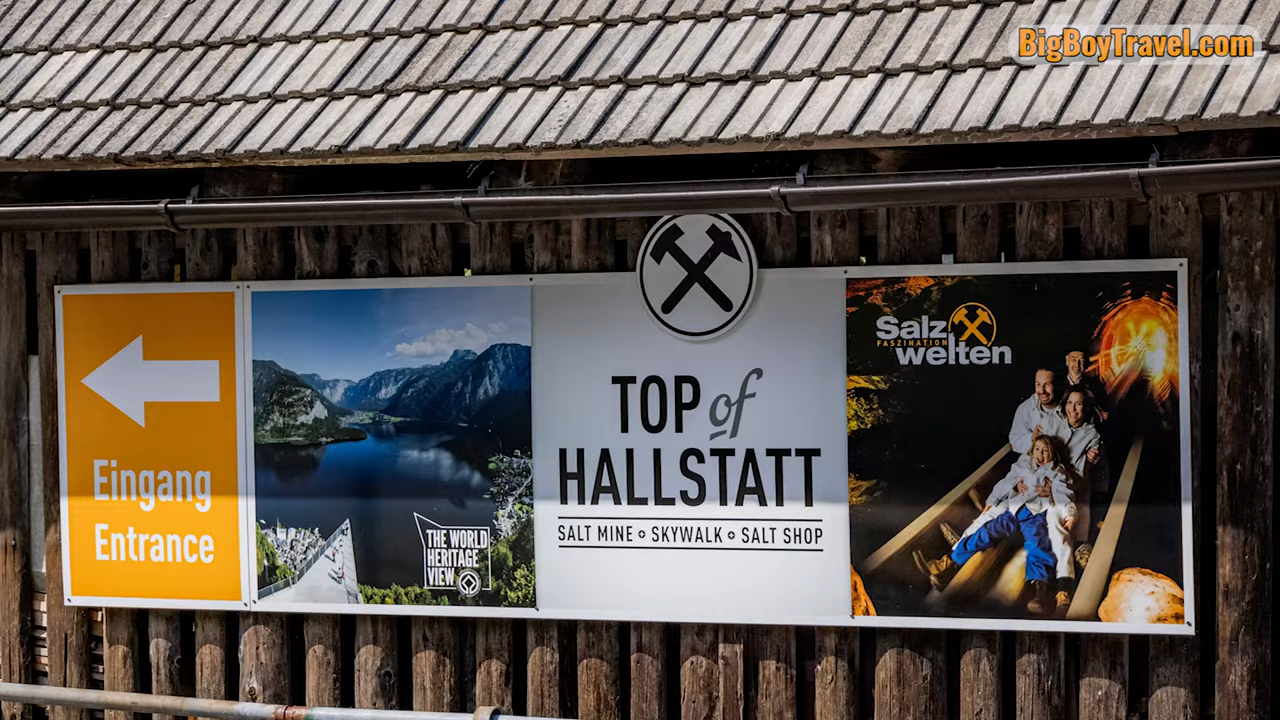 BigBoyTravel.com
Eingang
Entrance
THE WORLD
HERITAGE
VIEW
TOP of
HALLSTATT
SALT MINE ∘ SKYWALK ∘ SALT SHOP
Salz
FASZINATION
welten